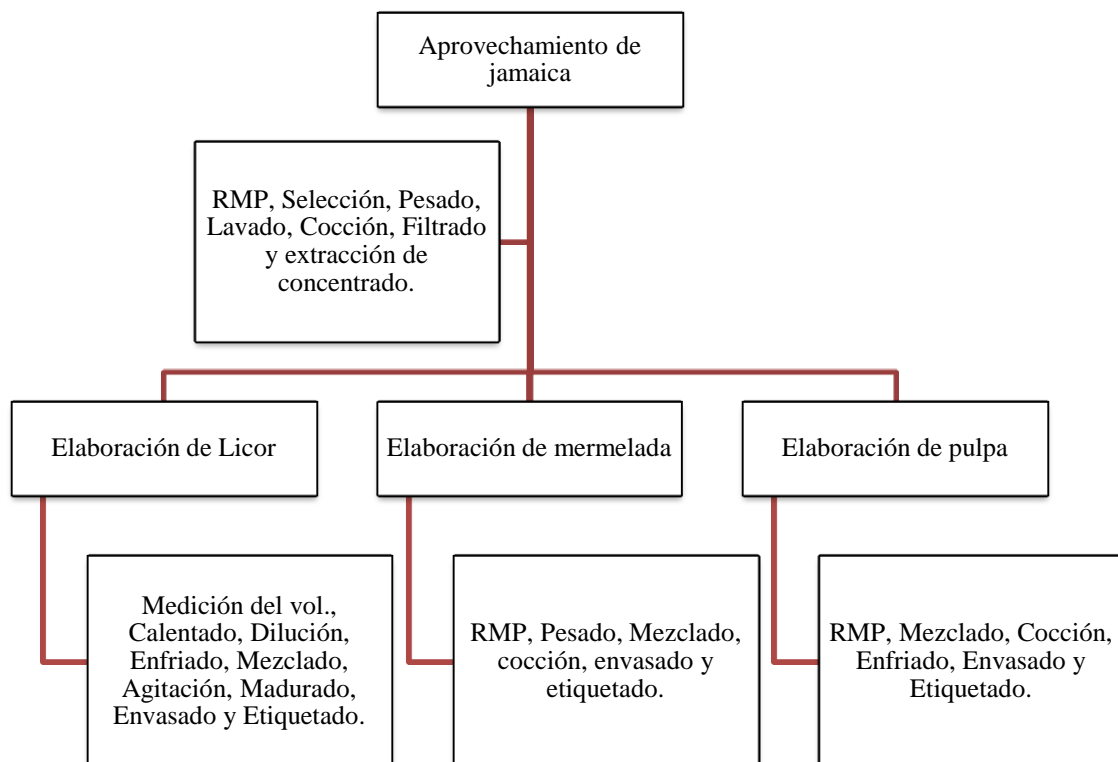 Aprovechamiento de
jamaica
RMP, Selección, Pesado,
Lavado, Cocción, Filtrado
y extracción de
concentrado.
Elaboración de Licor
Elaboración de mermelada
Elaboración de pulpa
Medición del vol.,
Calentado, Dilución,
Enfriado, Mezclado,
Agitación, Madurado,
Envasado y Etiquetado.
RMP, Pesado, Mezclado,
cocción, envasado y
etiquetado.
RMP, Mezclado, Cocción,
Enfriado, Envasado y
Etiquetado.